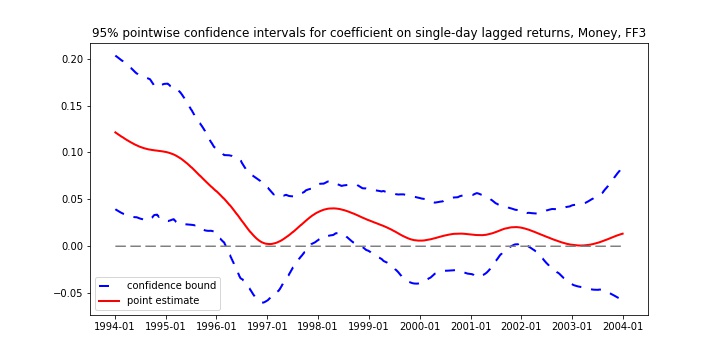 95% pointwise confidence intervals for coefficient on single-day lagged returns, Money, FF3
0.20
0.15
0.10
0.05
0.00
−0.05
confidence bound
point estimate
1994-01 1995-01 1996-01 1997-01 1998-01 1999-01 2000-01 2001-01 2002-01 2003-01 2004-01